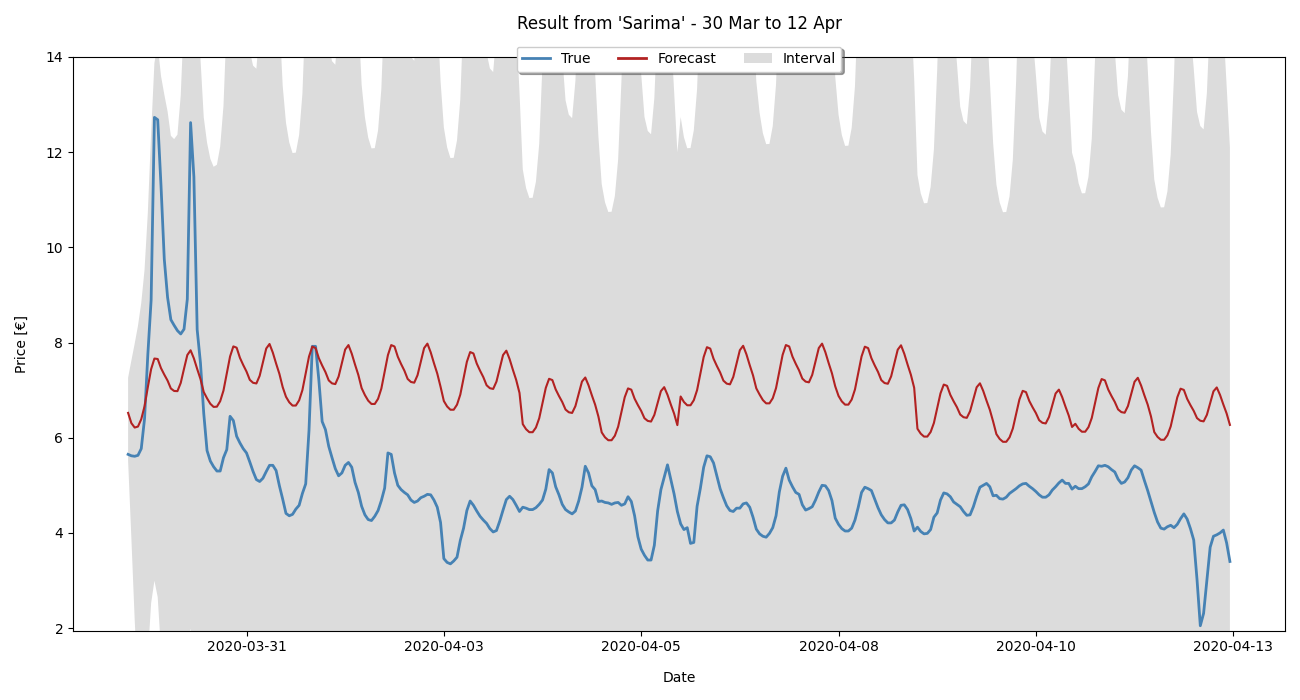 Result from 'Sarima' - 30 Mar to 12 Apr
True Forecast Interval
14
12
10
8
6
4
2
Price [€]
2020-03-31 2020-04-03 2020-04-05 2020-04-08 2020-04-10 2020-04-13
Date